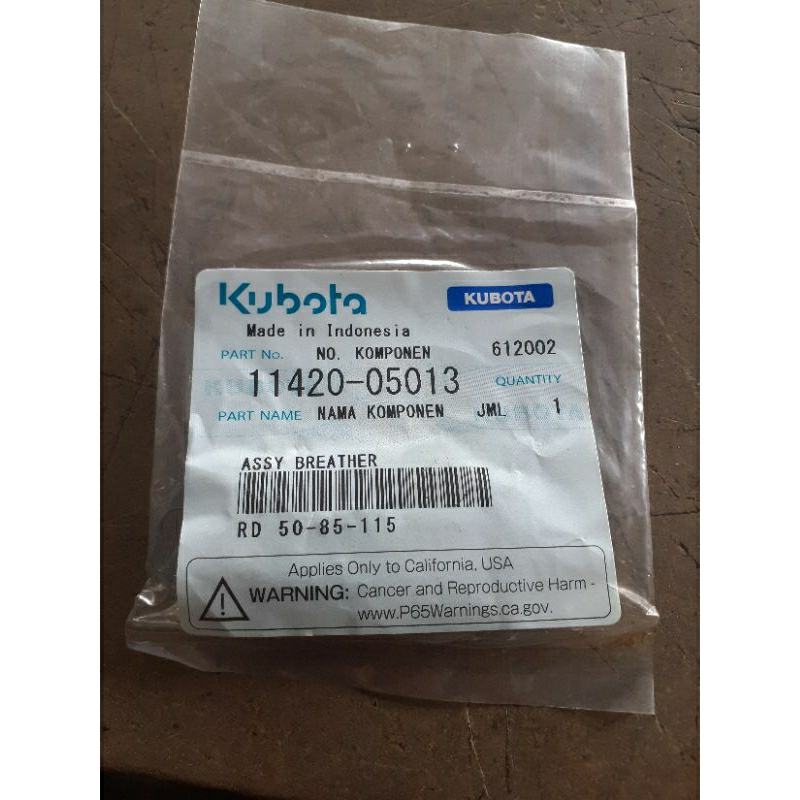 Kubota KUBOTA
Made in Indonesia
PART No. NO. KOMPONEN 612002
11420-05013 QUANTITY
PART NAME NAMA KOMPONEN JML 1
ASSY BREATHER
RD 50-85-115
Applies Only to California, USA
WARNING: Cancer and Reproductive Harm -
www.P65Warnings.ca.gov.